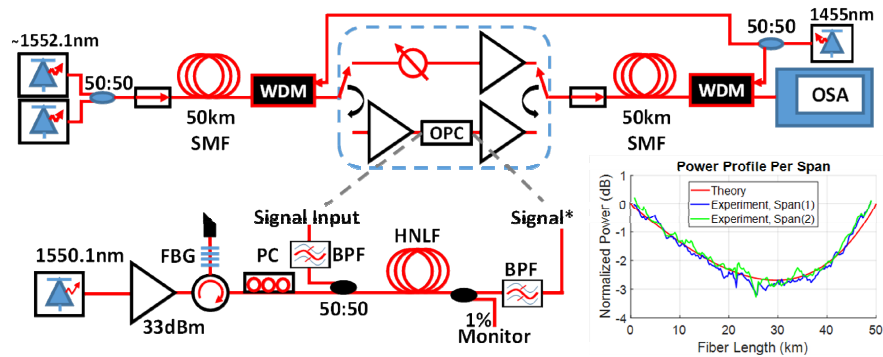 ~1552.1nm
50:50
50km
SMF
WDM
OPC
50km
SMF
WDM
50:50
1455nm
OSA
1550.1nm
33dBm
FBG
PC
Signal Input
BPF
50:50
HNLF
1%
Monitor
BPF
Signal*
Power Profile Per Span
Normalized Power (dB)
1
0
-1
-2
-3
-4
Theory
Experiment, Span(1)
Experiment, Span(2)
0 10 20 30 40 50
Fiber Length (km)